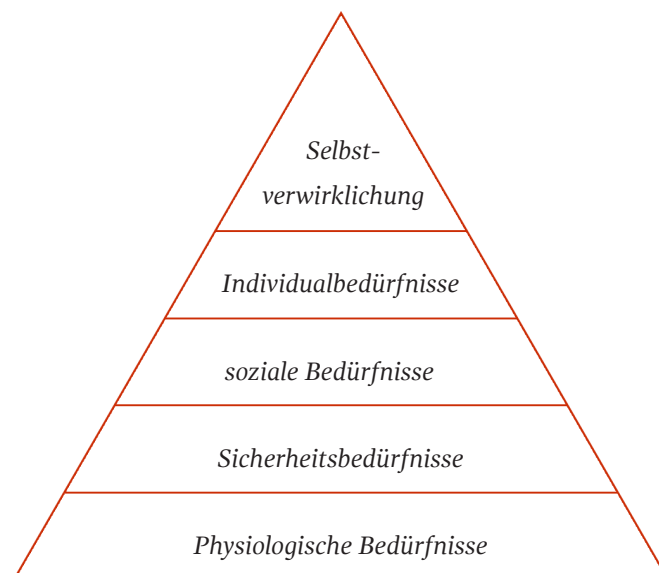 Selbst-
verwirklichung
Individualbedürfnisse
soziale Bedürfnisse
Sicherheitsbedürfnisse
Physiologische Bedürfnisse